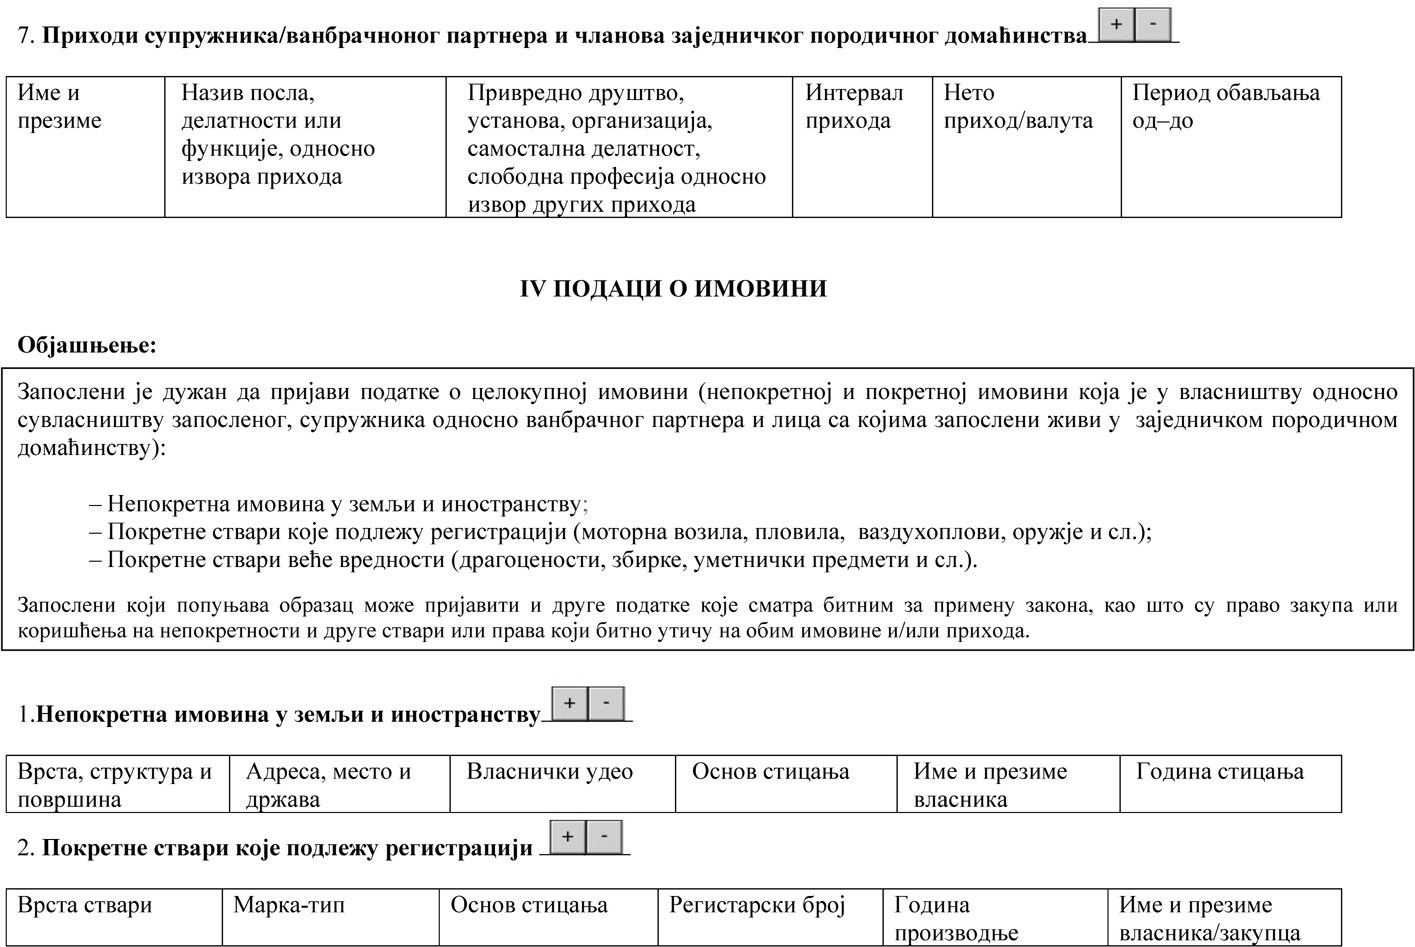 7. Приходи супружника/ванбрачноног партнера и чланова заједничког породичног домаћинства + -
Име и презиме
Назив посла, делатности или функције, односно извора прихода
Привредно друштво, установа, организација, самостална делатност, слободна професија односно извор других прихода
Интервал прихода
Нето приход/валута
Период обављања од–до
IV ПОДАЦИ О ИМОВИНИ
Објашњење:
Запослени је дужан да пријави податке о целокупној имовини (непокретној и покретној имовини која је у власништву односно
сувласништву запосленог, супружника односно ванбрачног партнера и лица са којима запослени живи у заједничком породичном
домаћинству):
– Непокретна имовина у земљи и иностранству;
– Покретне ствари које подлежу регистрацији (моторна возила, пловила, ваздухоплови, оружје и сл.);
– Покретне ствари веће вредности (драгоцености, збирке, уметнички предмети и сл.).
Запослени који попуњава образац може пријавити и друге податке које сматра битним за примену закона, као што су право закупа или
коришћења на непокретности и друге ствари или права који битно утичу на обим имовине и/или прихода.
1.Непокретна имовина у земљи и иностранству + -
Врста, структура и површина
Адреса, место и држава
Власнички удео
Основ стицања
Име и презиме власника
Година стицања
2. Покретне ствари које подлежу регистрацији + -
Врста ствари
Марка-тип
Основ стицања
Регистарски број
Година производње
Име и презиме власника/закупца